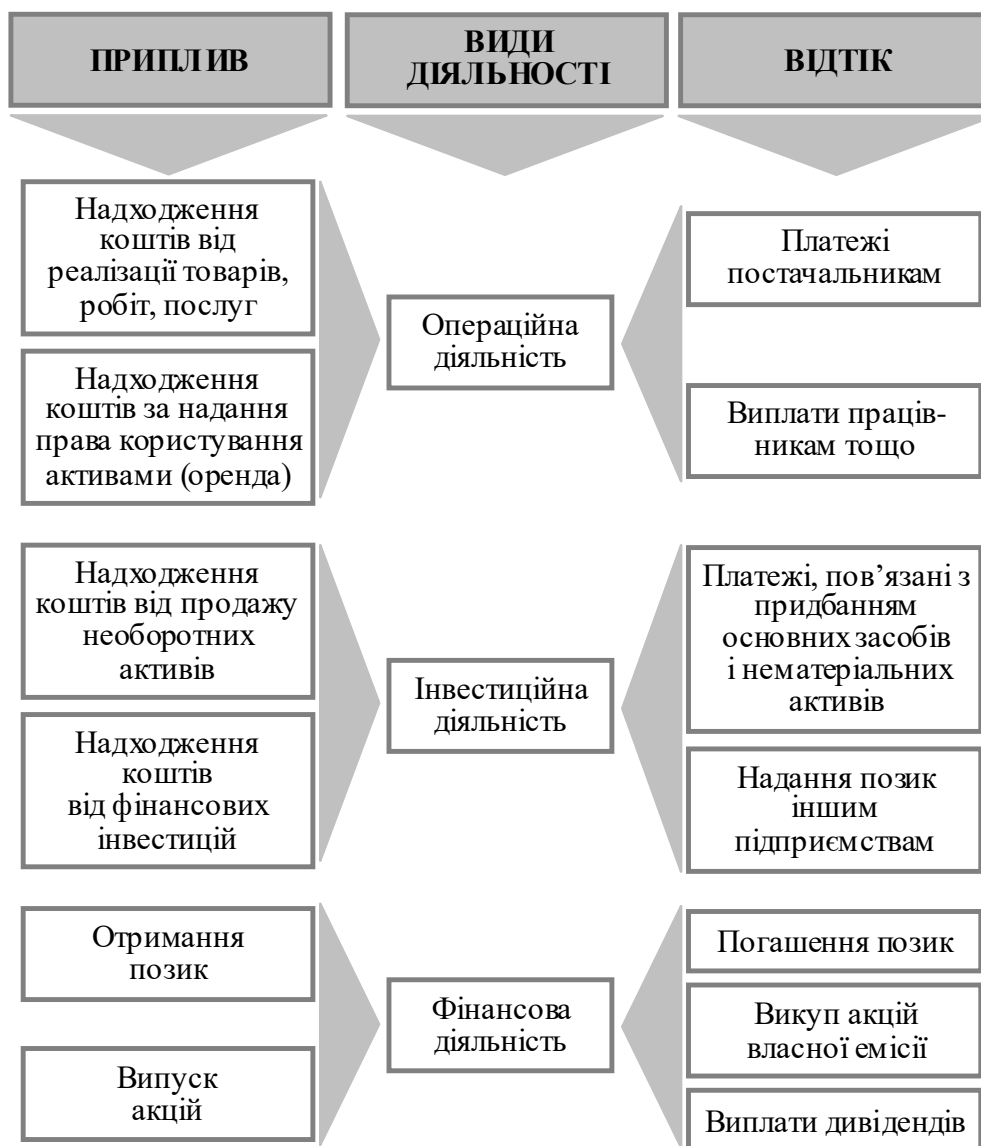 ПРИПЛИВ
ВИДИ
ДІЯЛЬНОСТІ
ВІДТІК
Надходження
коштів від
реалізації товарів,
робіт, послуг
Надходження
коштів за надання
права користування
активами (оренда)
Операційна
діяльність
Платежі
постачальникам
Виплати праців-
никам тощо
Надходження
коштів від продажу
необоротних
активів
Надходження
коштів
від фінансових
інвестицій
Інвестиційна
діяльність
Платежі, пов’язані з
придбанням
основних засобів
і нематеріальних
активів
Надання позик
іншим
підприємствам
Отримання
позик
Випуск
акцій
Фінансова
діяльність
Погашення позик
Викуп акцій
власної емісії
Виплати дивідендів